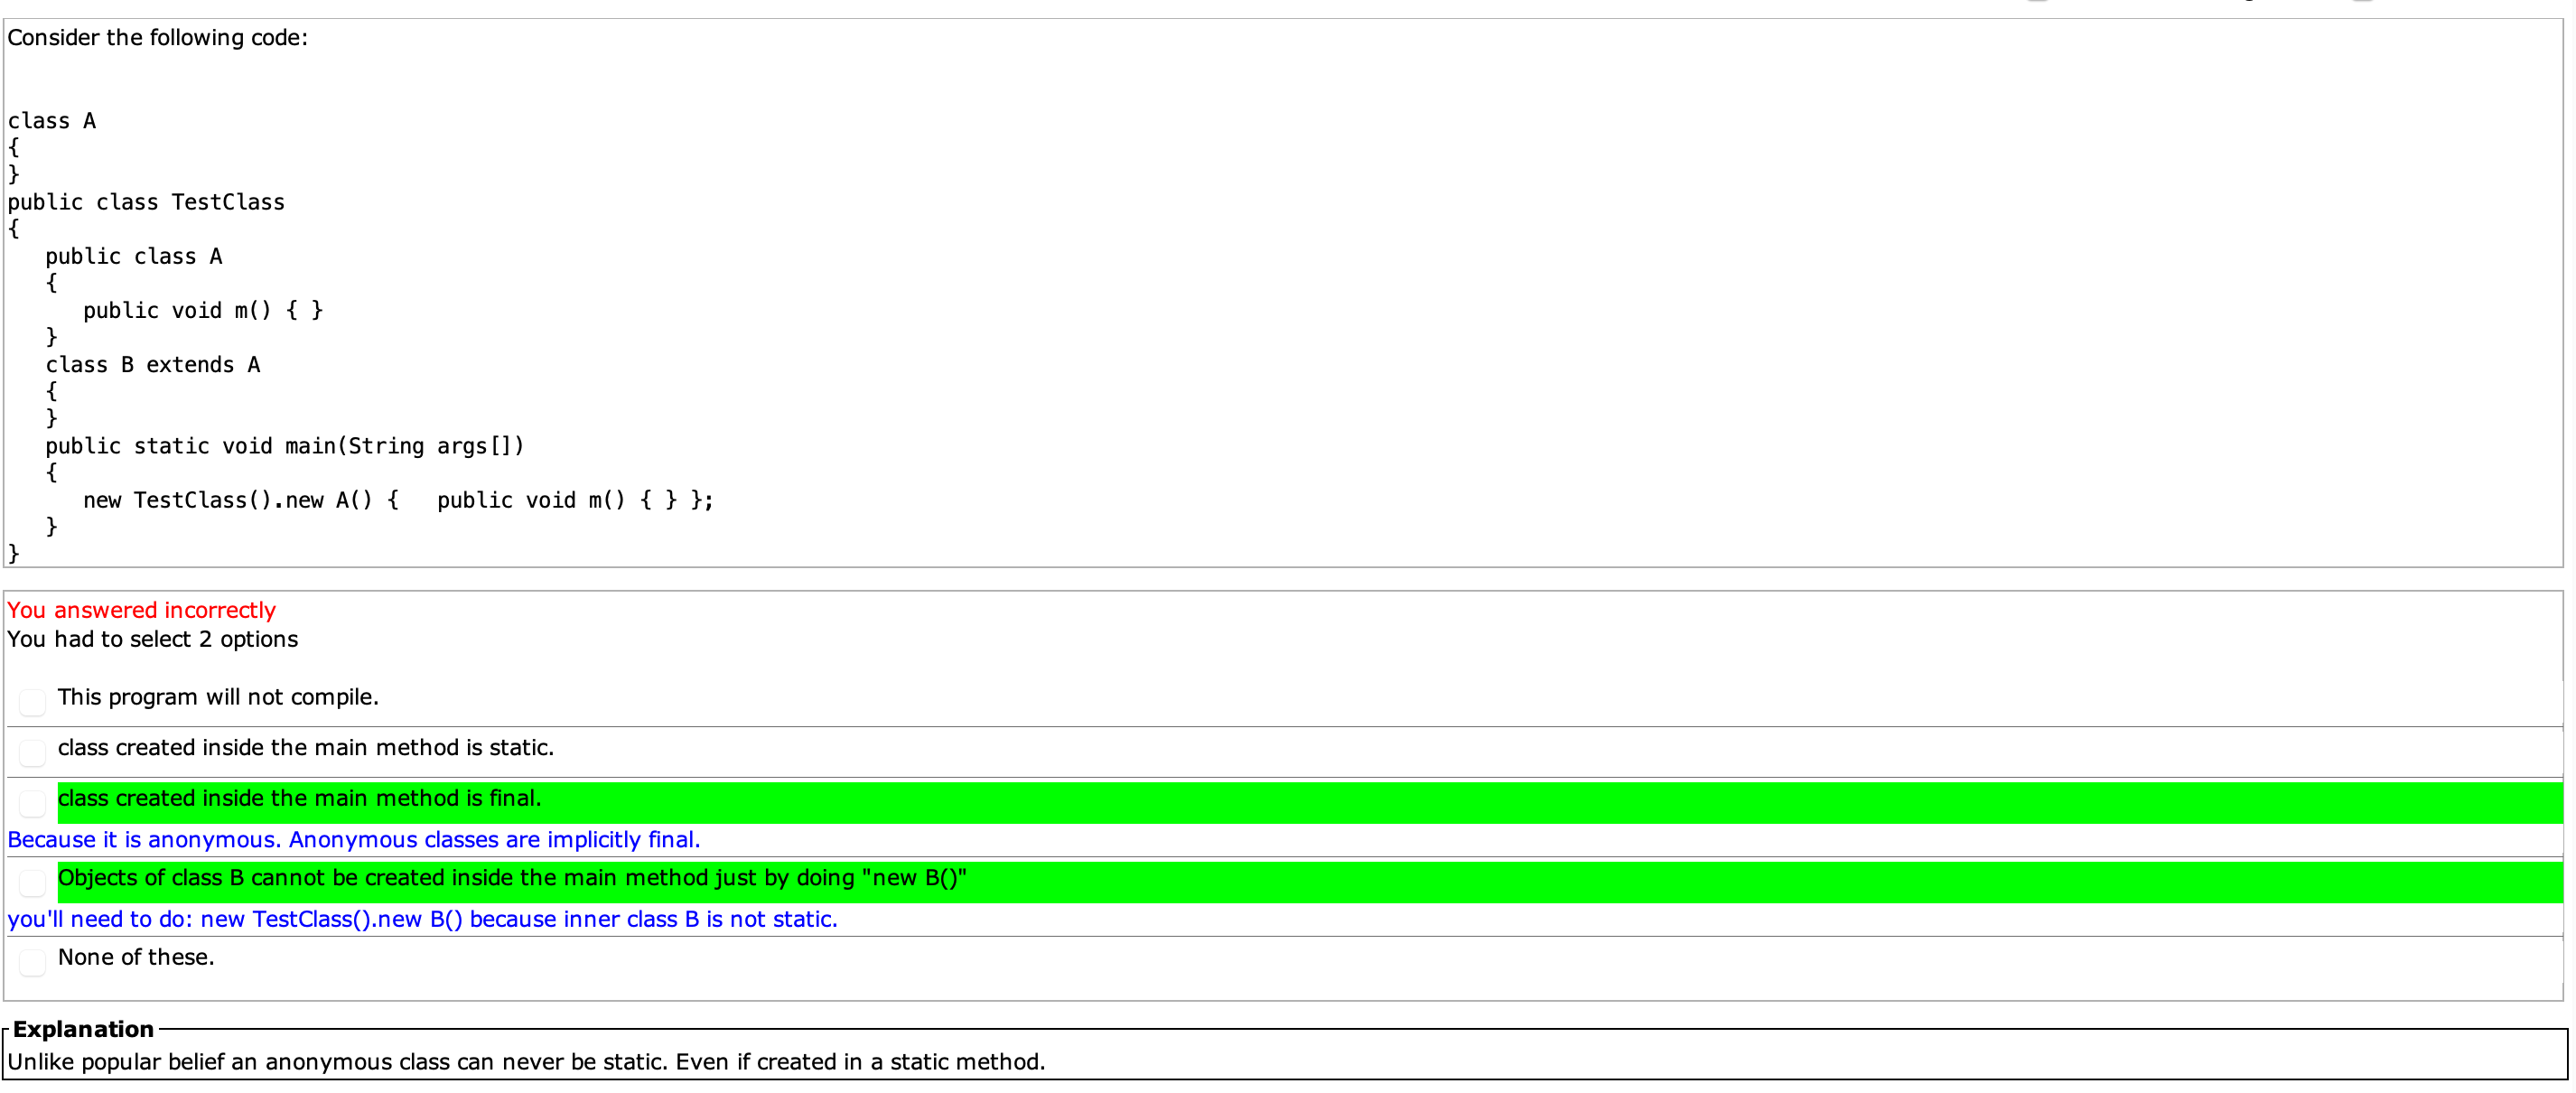 Consider the following code:
class A
{
}
public class TestClass
{
   public class A
   {
      public void m() { }
   }
   class B extends A
   {
   }
   public static void main(String args[])
   {
      new TestClass().new A() {   public void m() { } };
   }
}
You answered incorrectly
You had to select 2 options
This program will not compile.
class created inside the main method is static.
class created inside the main method is final.
Because it is anonymous. Anonymous classes are implicitly final.
Objects of class B cannot be created inside the main method just by doing "new B()"
you'll need to do: new TestClass().new B() because inner class B is not static.
None of these.
Explanation
Unlike popular belief an anonymous class can never be static. Even if created in a static method.